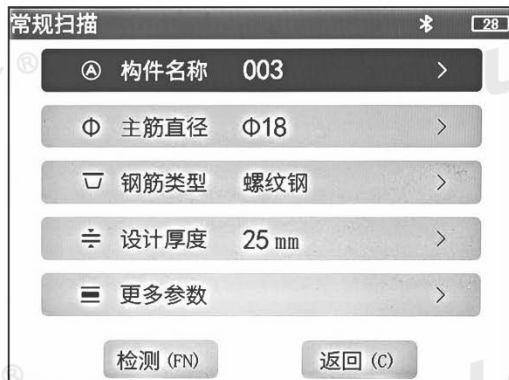 常规扫描 28
Ⓐ 构件名称 003 >
Φ 主筋直径 Φ18 >
钢筋类型 螺纹钢 >
设计厚度 25 mm >
更多参数 >
检测 (FN) 返回 (C)